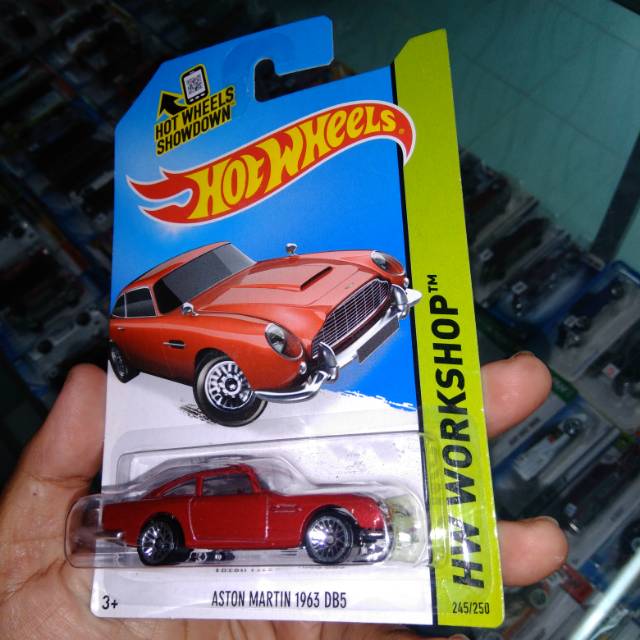 HOT WHEELS
SHOWDOWN
HOT WHEELS
HW WORKSHOP™
3+
ASTON MARTIN 1963 DB5
245/250